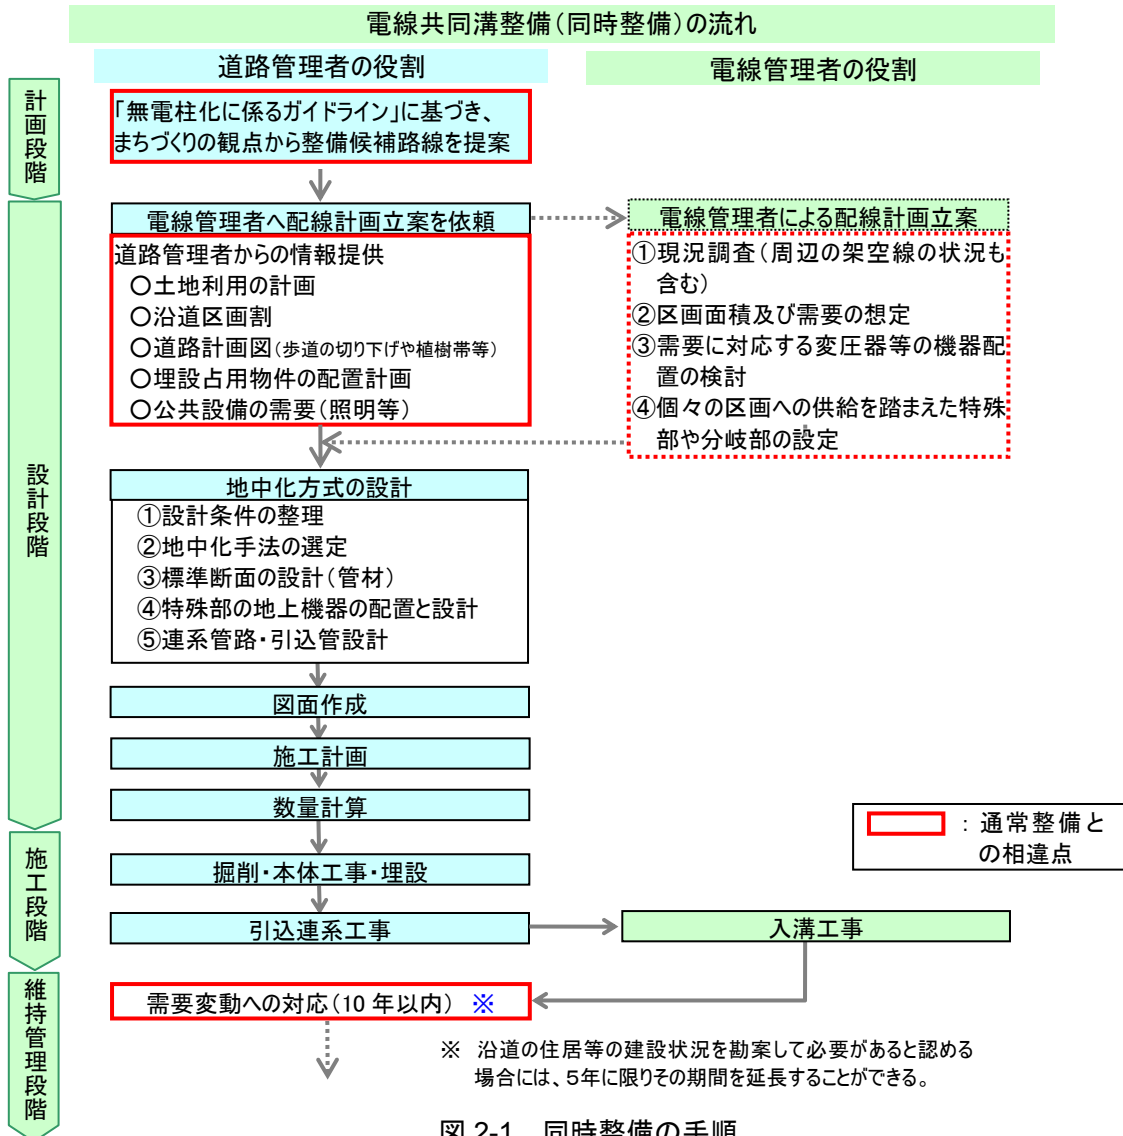 電線共同溝整備(同時整備)の流れ
道路管理者の役割
電線管理者の役割
計画段階
「無電柱化に係るガイドライン」に基づき、
まちづくりの観点から整備候補路線を提案
設計段階
電線管理者へ配線計画立案を依頼
道路管理者からの情報提供
〇土地利用の計画
〇沿道区画割
〇道路計画図(歩道の切り下げや植樹帯等)
〇埋設占用物件の配置計画
〇公共設備の需要(照明等)
電線管理者による配線計画立案
①現況調査(周辺の架空線の状況も
含む)
②区画面積及び需要の想定
③需要に対応する変圧器等の機器配
置の検討
④個々の区画への供給を踏まえた特殊
部や分岐部の設定
地中化方式の設計
①設計条件の整理
②地中化手法の選定
③標準断面の設計(管材)
④特殊部の地上機器の配置と設計
⑤連系管路・引込管設計
図面作成
施工計画
数量計算
:通常整備と
の相違点
施工段階
掘削・本体工事・埋設
引込連系工事
入溝工事
維持管理段階
需要変動への対応(10年以内) ※
※ 沿道の住居等の建設状況を勘案して必要があると認める
場合には、5年に限りその期間を延長することができる。
図 2-1 同時整備の手順